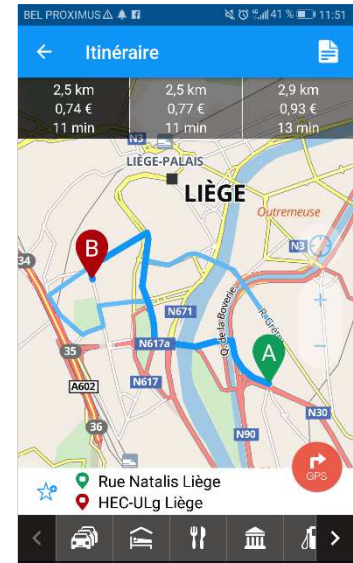 BEL PROXIMUS 41 % 11:51
Itinéraire
2,5 km 2,5 km 2,9 km
0,74 € 0,77 € 0,93 €
11 min 11 min 13 min
N3
LIÈGE-PALAIS
LIÈGE
Outremeuse
34
B
N3
N671
Q. de la Boverie
A
35
N617a
A602
N617
N30
36
N90
GPS
Rue Natalis Liège
HEC-ULg Liège